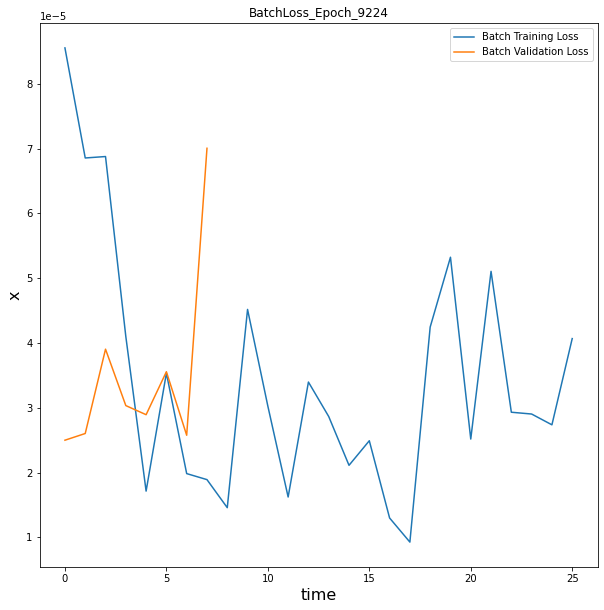 BatchLoss_Epoch_9224
1e−5
Batch Training Loss
Batch Validation Loss
8
7
6
5
4
3
2
1
x
0 5 10 15 20 25
time